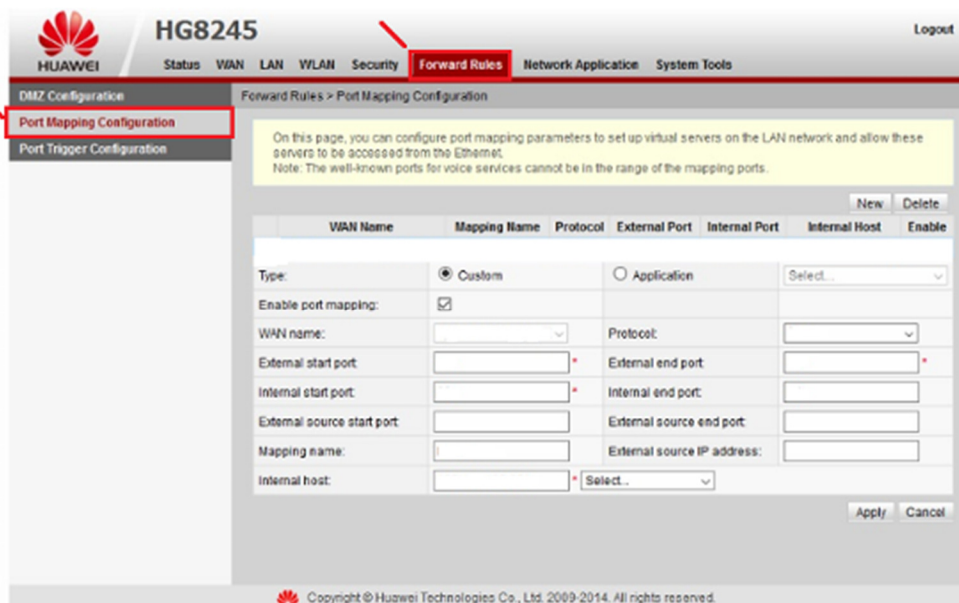 HUAWEI
HG8245
Logout
Status WAN LAN WLAN Security Forward Rules Network Application System Tools
DMZ Configuration
Port Mapping Configuration
Port Trigger Configuration
Forward Rules > Port Mapping Configuration
On this page, you can configure port mapping parameters to set up virtual servers on the LAN network and allow these
servers to be accessed from the Ethernet.
Note: The well-known ports for voice services cannot be in the range of the mapping ports.
New Delete
WAN Name Mapping Name Protocol External Port Internal Port Internal Host Enable
Type: Custom Application Select...
Enable port mapping:
WAN name: Protocol:
External start port: * External end port: *
Internal start port: * Internal end port:
External source start port: External source end port:
Mapping name: External source IP address:
Internal host: * Select...
Apply Cancel
Copyright © Huawei Technologies Co., Ltd. 2009-2014. All rights reserved.